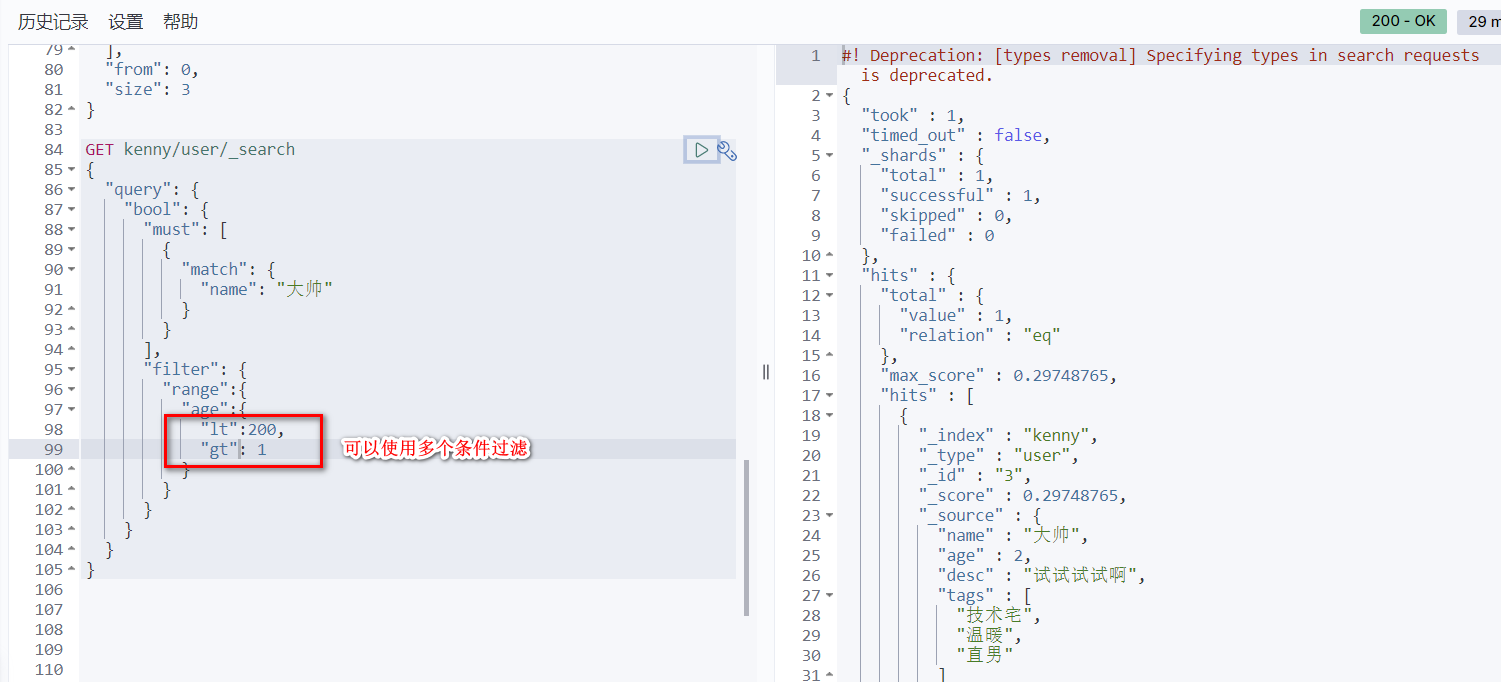 历史记录 设置 帮助
200 - OK
29 m
79 ],
80 "from": 0,
81 "size": 3
82 }
83
84 GET kenny/user/_search
85 {
86 "query": {
87 "bool": {
88 "must": [
89 {
90 "match": {
91 "name": "大帅"
92 }
93 }
94 ],
95 "filter": {
96 "range":{
97 "age":{
98 "lt":200,
99 "gt": 1
可以使用多个条件过滤
100 }
101 }
102 }
103 }
104 }
105 }
106
107
108
109
110
1 #! Deprecation: [types removal] Specifying types in search requests
is deprecated.
2 {
3 "took" : 1,
4 "timed_out" : false,
5 "_shards" : {
6 "total" : 1,
7 "successful" : 1,
8 "skipped" : 0,
9 "failed" : 0
10 },
11 "hits" : {
12 "total" : {
13 "value" : 1,
14 "relation" : "eq"
15 },
16 "max_score" : 0.29748765,
17 "hits" : [
18 {
19 "_index" : "kenny",
20 "_type" : "user",
21 "_id" : "3",
22 "_score" : 0.29748765,
23 "_source" : {
24 "name" : "大帅",
25 "age" : 2,
26 "desc" : "试试试试啊",
27 "tags" : [
28 "技术宅",
29 "温暖",
30 "直男"
31 ]